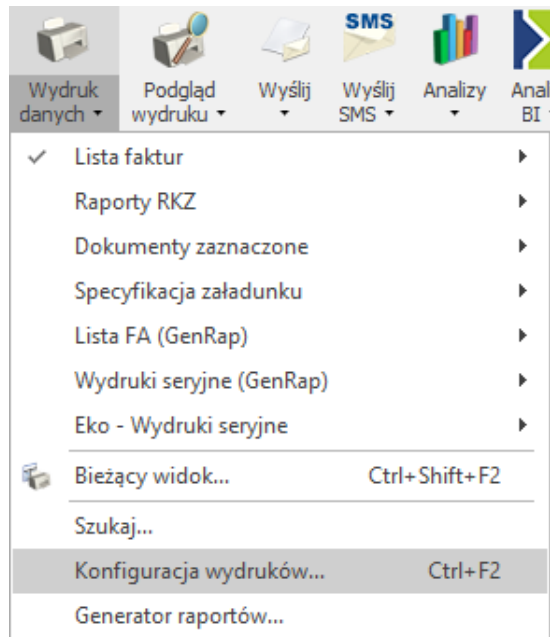 SMS
Wydruk danych
Podgląd wydruku
Wyślij
Wyślij SMS
Analizy
BI
Lista faktur
Raporty RKZ
Dokumenty zaznaczone
Specyfikacja załadunku
Lista FA (GenRap)
Wydruki seryjne (GenRap)
Eko - Wydruki seryjne
Bieżący widok... Ctrl+Shift+F2
Szukaj...
Konfiguracja wydruków... Ctrl+F2
Generator raportów...